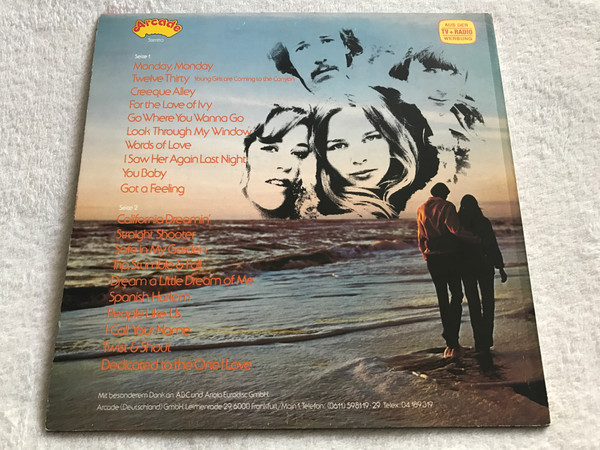 Arcade
AUS DER
TV + RADIO
WERBUNG
Seite 1
Monday, Monday
Twelve Thirty Young Girls are Coming to the Canyon
Creeque Alley
For the Love of Ivy
Go Where You Wanna Go
Look Through My Window
Words of Love
I Saw Her Again Last Night
You Baby
Got a Feeling
Seite 2
California Dreamin'
Straight Shooter
Safe in My Garden
Trip, Stumble & Fall
Dream a Little Dream of Me
Spanish Harlem
People Like Us
I Call Your Name
Twist & Shout
Dedicated to the One I Love
Mit besonderem Dank an ABC und Ariola Eurodisc GmbH.
Arcade (Deutschland) GmbH, 29, 6000 Frankfurt/Main 1. Telefon: (0611) 598119/29. Telex: 04 189319